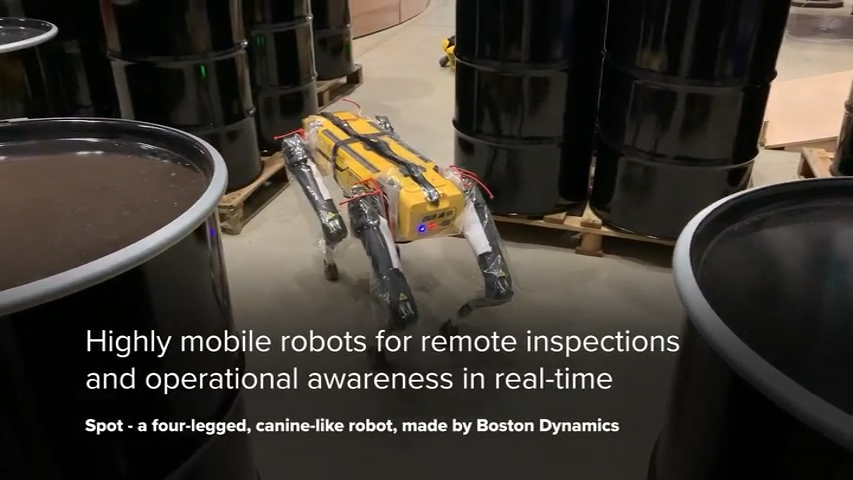 Highly mobile robots for remote inspections
and operational awareness in real-time
Spot - a four-legged, canine-like robot, made by Boston Dynamics